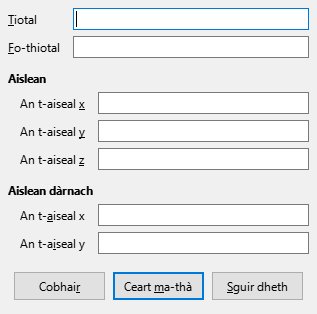 Tiotal
Fo-thiotal
Aislean
An t-aiseal x
An t-aiseal y
An t-aiseal z
Aislean dàrnach
An t-aiseal x
An t-aiseal y
Cobhair Ceart ma-thà Sguir dheth